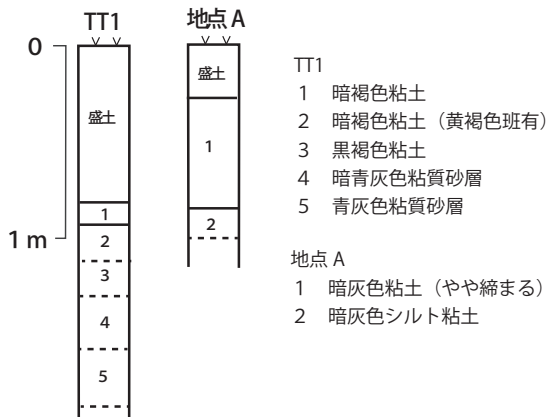 TT1
地点 A
0
1 m
盛土
1
2
3
4
5
盛土
1
2
TT1
1 暗褐色粘土
2 暗褐色粘土（黄褐色班有）
3 黒褐色粘土
4 暗青灰色粘質砂層
5 青灰色粘質砂層
地点 A
1 暗灰色粘土（やや締まる）
2 暗灰色シルト粘土